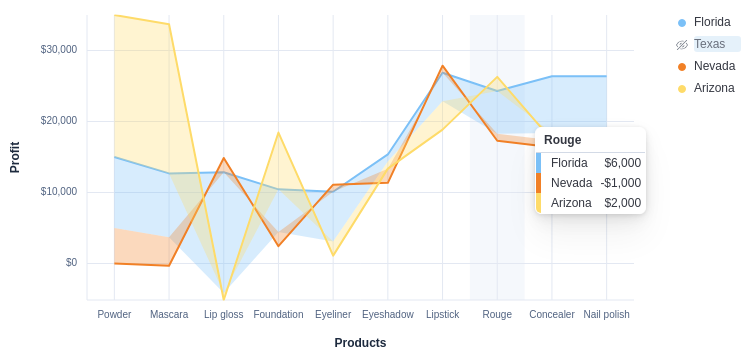 Profit
$30,000
$20,000
$10,000
$0
Powder
Mascara
Lip gloss
Foundation
Eyeliner
Eyeshadow
Lipstick
Rouge
Concealer
Nail polish
Products
Florida
Texas
Nevada
Arizona
Rouge
Florida $6,000
Nevada -$1,000
Arizona $2,000